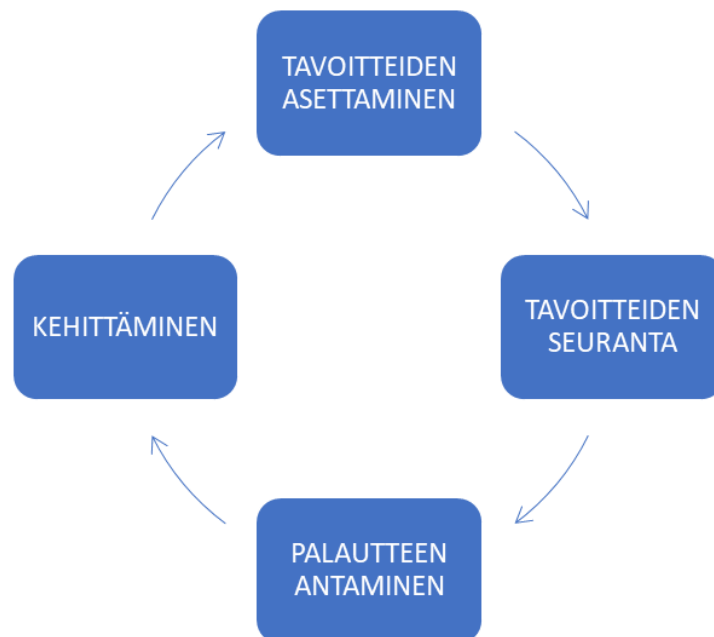 TAVOITTEIDEN
ASETTAMINEN
TAVOITTEIDEN
SEURANTA
PALAUTTEEN
ANTAMINEN
KEHITTÄMINEN